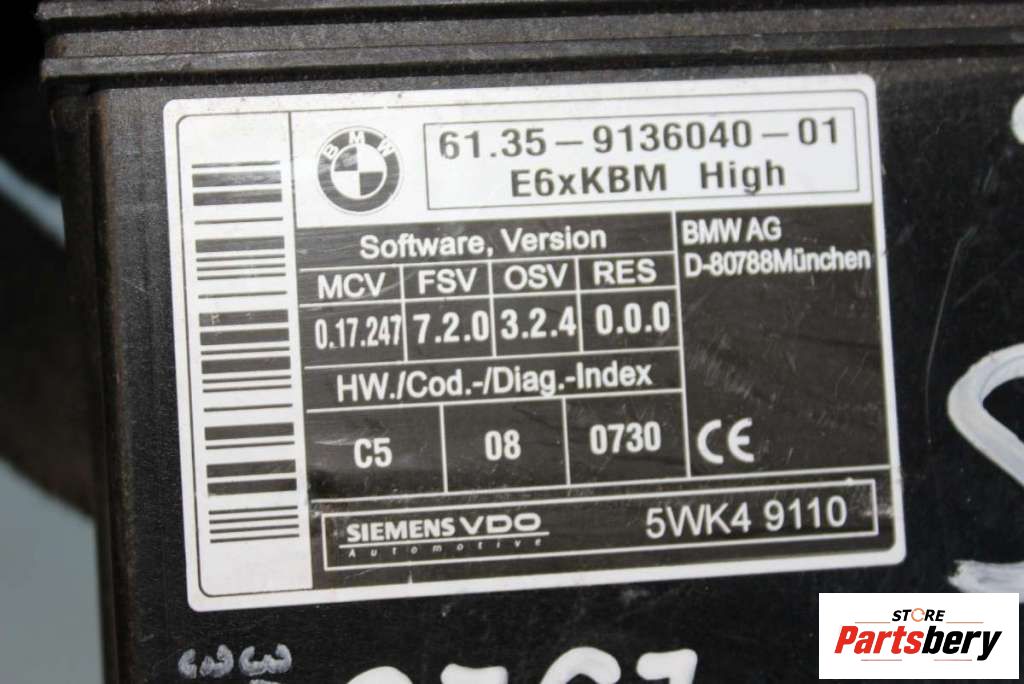 BMW
61.35-9136040-01
E6xKBM High
Software, Version
MCV FSV OSV RES
0.17.247 7.2.0 3.2.4 0.0.0
BMW AG
D-80788München
HW./Cod.-/Diag.-Index
C5 08 0730
CE
SIEMENS VDO
Automotive
5WK4 9110
33
STORE
Partsbery